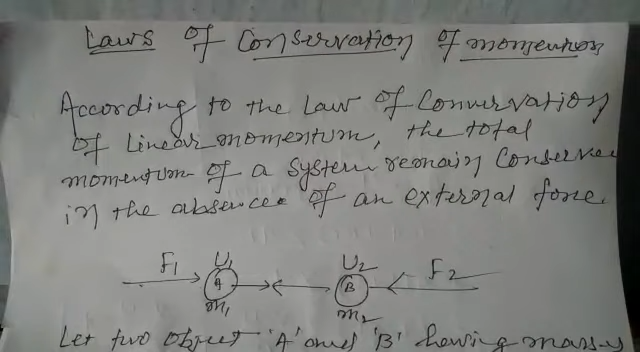 Laws of Conservation of momentum
According to the Law of Conservation
of Linear momentum, the total
momentum of a system remain Conserve
in the absence of an external force.
F1 U1 U2 F2
A B
m1 m2
Let two object 'A' and 'B' having mass